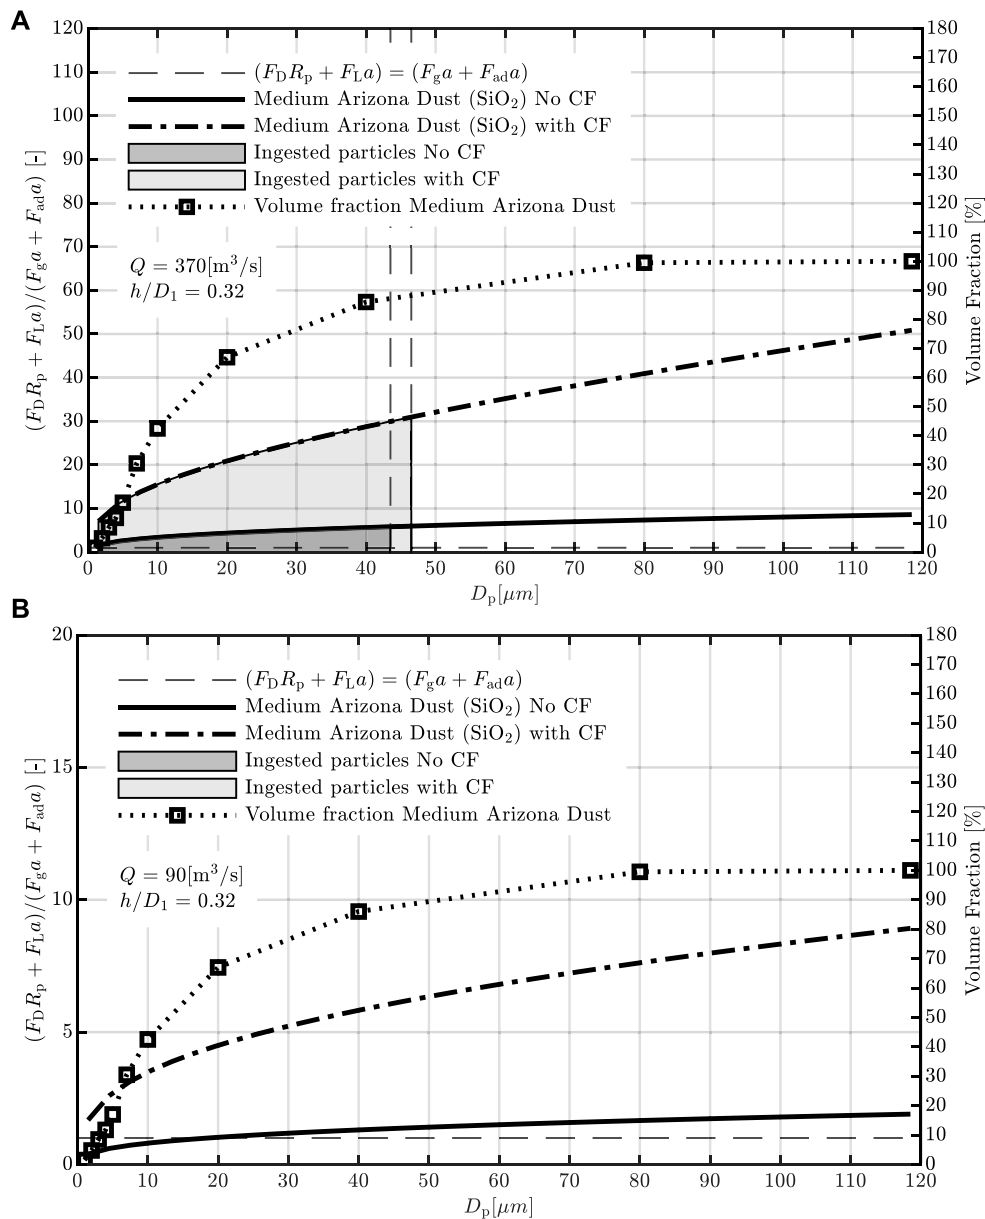 A
120
110
100
90
80
70
60
50
40
30
20
10
0
(F_D R_p + F_L a)/(F_g a + F_ad a) [-]
(F_D R_p + F_L a) = (F_g a + F_ad a)
Medium Arizona Dust (SiO₂) No CF
Medium Arizona Dust (SiO₂) with CF
Ingested particles No CF
Ingested particles with CF
Volume fraction Medium Arizona Dust
Q = 370[m³/s]
h/D₁ = 0.32
180
170
160
150
140
130
120
110
100
90
80
70
60
50
40
30
20
10
0
Volume Fraction [%]
0 10 20 30 40 50 60 70 80 90 100 110 120
D_p[μm]
B
20
15
10
5
0
(F_D R_p + F_L a)/(F_g a + F_ad a) [-]
(F_D R_p + F_L a) = (F_g a + F_ad a)
Medium Arizona Dust (SiO₂) No CF
Medium Arizona Dust (SiO₂) with CF
Ingested particles No CF
Ingested particles with CF
Volume fraction Medium Arizona Dust
Q = 90[m³/s]
h/D₁ = 0.32
180
170
160
150
140
130
120
110
100
90
80
70
60
50
40
30
20
10
0
Volume Fraction [%]
0 10 20 30 40 50 60 70 80 90 100 110 120
D_p[μm]